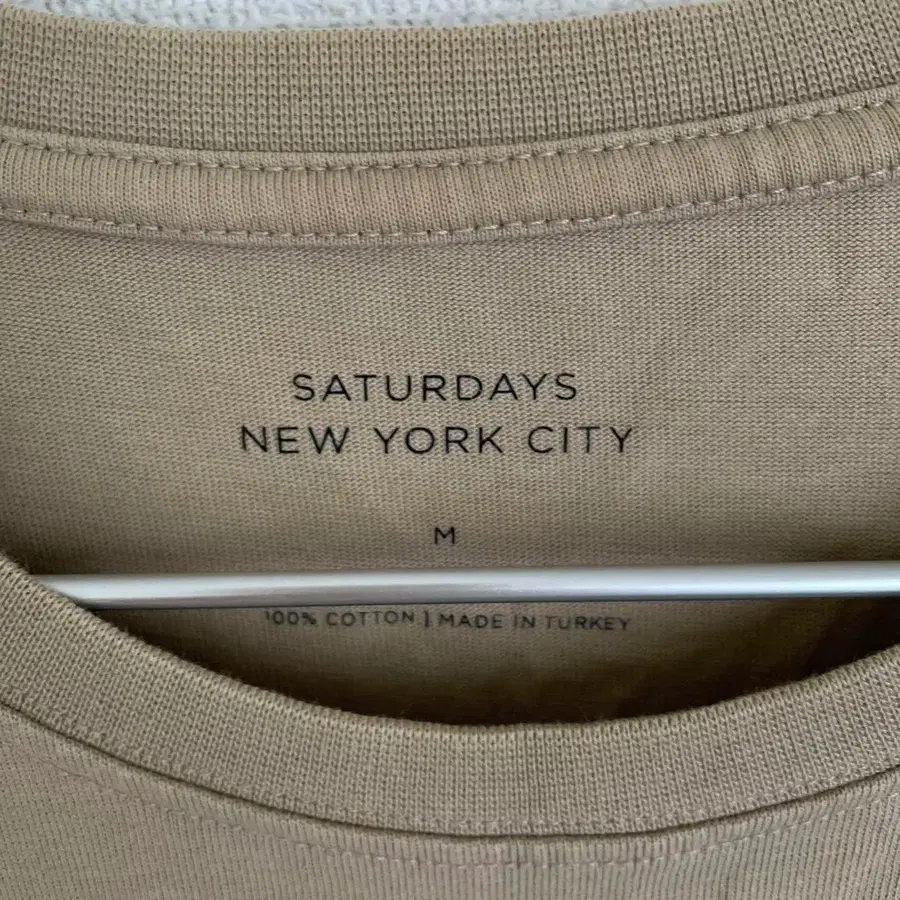 SATURDAYS
NEW YORK CITY
M
100% COTTON | MADE IN TURKEY